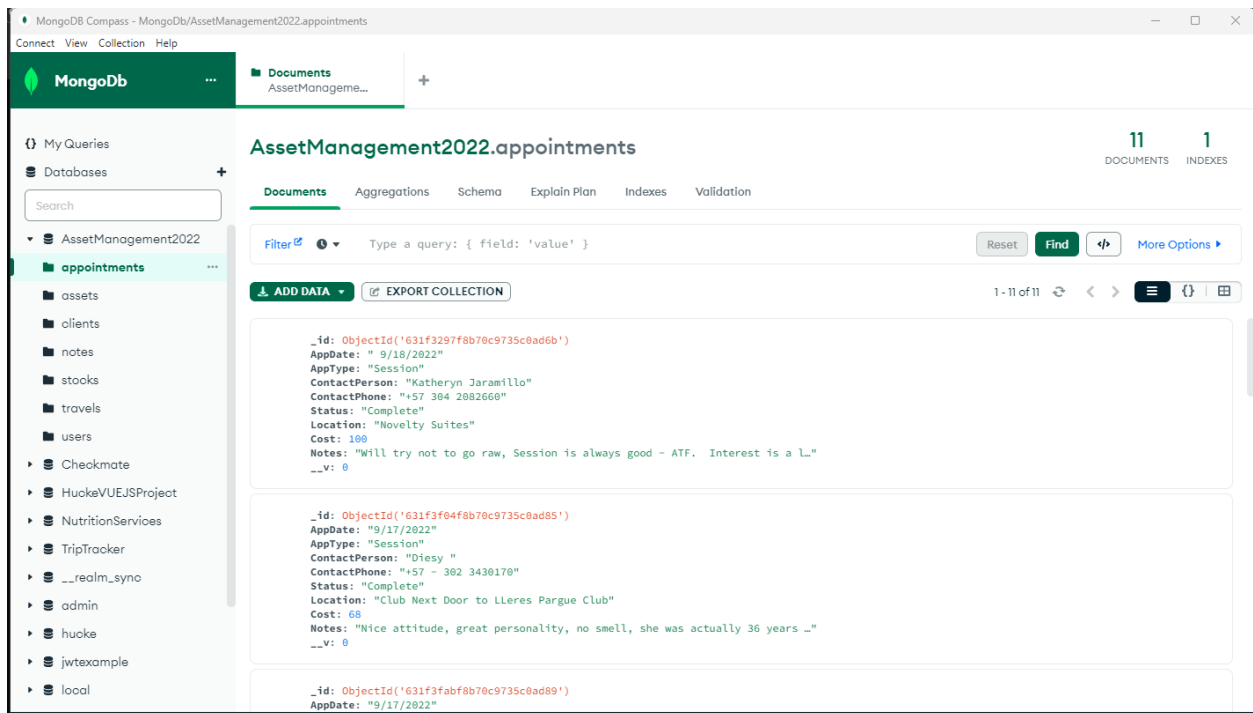 MongoDB Compass - MongoDb/AssetManagement2022.appointments
Connect View Collection Help
MongoDb ...
Documents
AssetManageme...
+
My Queries
Databases +
Search
AssetManagement2022
appointments ...
assets
clients
notes
stocks
travels
users
Checkmate
HuckeVUEJSProject
NutritionServices
TripTracker
__realm_sync
admin
hucke
jwtexample
local
AssetManagement2022.appointments
11 DOCUMENTS
1 INDEXES
Documents Aggregations Schema Explain Plan Indexes Validation
Filter Type a query: { field: 'value' } Reset Find </> More Options
ADD DATA EXPORT COLLECTION 1 - 11 of 11 < > {}
_id: ObjectId('631f3297f8b70c9735c0ad6b')
AppDate: " 9/18/2022"
AppType: "Session"
ContactPerson: "Katheryn Jaramillo"
ContactPhone: "+57 304 2082660"
Status: "Complete"
Location: "Novelty Suites"
Cost: 100
Notes: "Will try not to go raw, Session is always good - ATF.  Interest is a l…"
__v: 0
_id: ObjectId('631f3f04f8b70c9735c0ad85')
AppDate: "9/17/2022"
AppType: "Session"
ContactPerson: "Diesy "
ContactPhone: "+57 - 302 3430170"
Status: "Complete"
Location: "Club Next Door to LLeres Pargue Club"
Cost: 68
Notes: "Nice attitude, great personality, no smell, she was actually 36 years …"
__v: 0
_id: ObjectId('631f3fabf8b70c9735c0ad89')
AppDate: "9/17/2022"